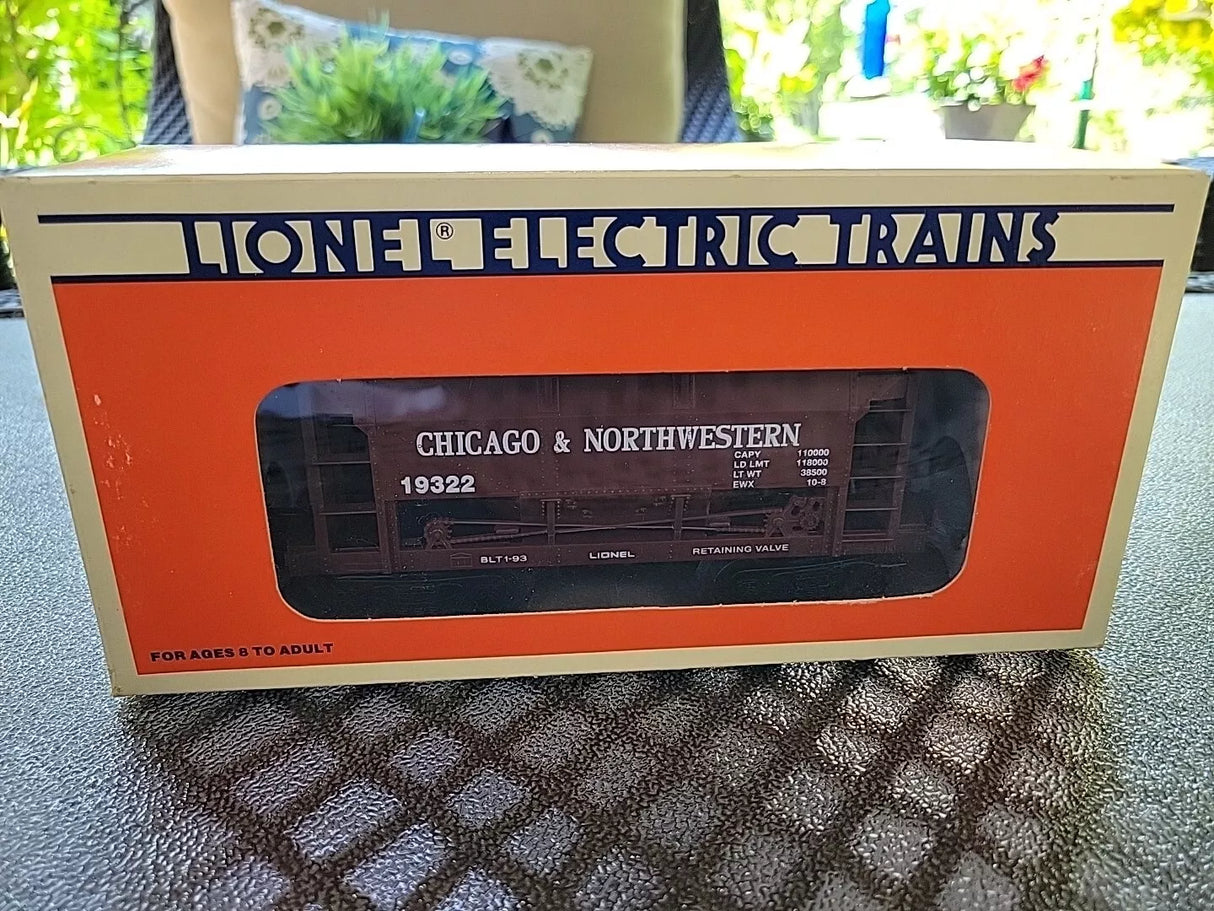 LIONEL® ELECTRIC TRAINS
CHICAGO & NORTHWESTERN
19322
CAPY 110000
LD LMT 118000
LT WT 38500
EWX 10-8
BLT 1-93 LIONEL RETAINING VALVE
FOR AGES 8 TO ADULT